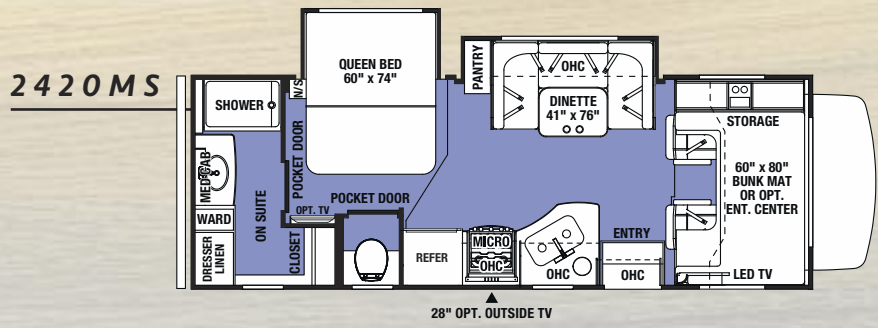 2420MS
SHOWER
N/S
QUEEN BED
60" x 74"
PANTRY
OHC
DINETTE
41" x 76"
STORAGE
60" x 80"
BUNK MAT
OR OPT.
ENT. CENTER
LED TV
MED CAB
WARD
DRESSER
LINEN
ON SUITE
POCKET DOOR
OPT. TV
CLOSET
POCKET DOOR
REFER
MICRO
OHC
OHC
ENTRY
OHC
28" OPT. OUTSIDE TV